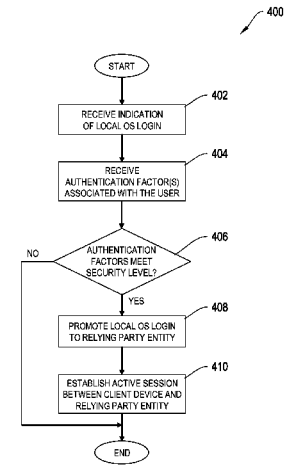 400
START
402
RECEIVE INDICATION
OF LOCAL OS LOGIN
404
RECEIVE
AUTHENTICATION FACTOR(S)
ASSOCIATED WITH THE USER
406
AUTHENTICATION
FACTORS MEET
SECURITY LEVEL?
NO
YES
408
PROMOTE LOCAL OS LOGIN
TO RELYING PARTY ENTITY
410
ESTABLISH ACTIVE SESSION
BETWEEN CLIENT DEVICE AND
RELYING PARTY ENTITY
END